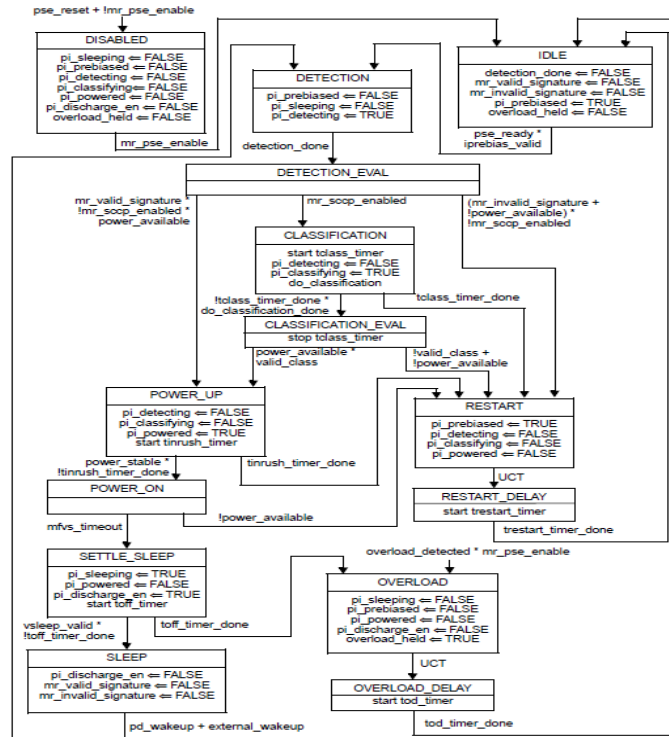 pse_reset + !mr_pse_enable
DISABLED
pi_sleeping ⇐ FALSE
pi_prebiased ⇐ FALSE
pi_detecting ⇐ FALSE
pi_classifying⇐ FALSE
pi_powered ⇐ FALSE
pi_discharge_en ⇐ FALSE
overload_held ⇐ FALSE
mr_pse_enable
DETECTION
pi_prebiased ⇐ FALSE
pi_sleeping ⇐ FALSE
pi_detecting ⇐ TRUE
detection_done
IDLE
detection_done ⇐ FALSE
mr_valid_signature ⇐ FALSE
mr_invalid_signature ⇐ FALSE
pi_prebiased ⇐ TRUE
overload_held ⇐ FALSE
pse_ready *
iprebias_valid
DETECTION_EVAL
mr_valid_signature *
!mr_sccp_enabled *
power_available
mr_sccp_enabled
(mr_invalid_signature +
!power_available) *
!mr_sccp_enabled
CLASSIFICATION
start tclass_timer
pi_detecting ⇐ FALSE
pi_classifying ⇐ TRUE
do_classification
!tclass_timer_done *
do_classification_done
tclass_timer_done
CLASSIFICATION_EVAL
stop tclass_timer
power_available *
valid_class
!valid_class +
!power_available
POWER_UP
pi_detecting ⇐ FALSE
pi_classifying ⇐ FALSE
pi_powered ⇐ TRUE
start tinrush_timer
power_stable *
!tinrush_timer_done
tinrush_timer_done
RESTART
pi_prebiased ⇐ TRUE
pi_detecting ⇐ FALSE
pi_classifying ⇐ FALSE
pi_powered ⇐ FALSE
UCT
POWER_ON
mfvs_timeout
!power_available
RESTART_DELAY
start trestart_timer
trestart_timer_done
SETTLE_SLEEP
pi_sleeping ⇐ TRUE
pi_powered ⇐ FALSE
pi_discharge_en ⇐ TRUE
start toff_timer
vsleep_valid *
!toff_timer_done
toff_timer_done
overload_detected * mr_pse_enable
OVERLOAD
pi_sleeping ⇐ FALSE
pi_prebiased ⇐ FALSE
pi_powered ⇐ FALSE
pi_discharge_en ⇐ FALSE
overload_held ⇐ TRUE
UCT
SLEEP
pi_discharge_en ⇐ FALSE
mr_valid_signature ⇐ FALSE
mr_invalid_signature ⇐ FALSE
pd_wakeup + external_wakeup
OVERLOAD_DELAY
start tod_timer
tod_timer_done